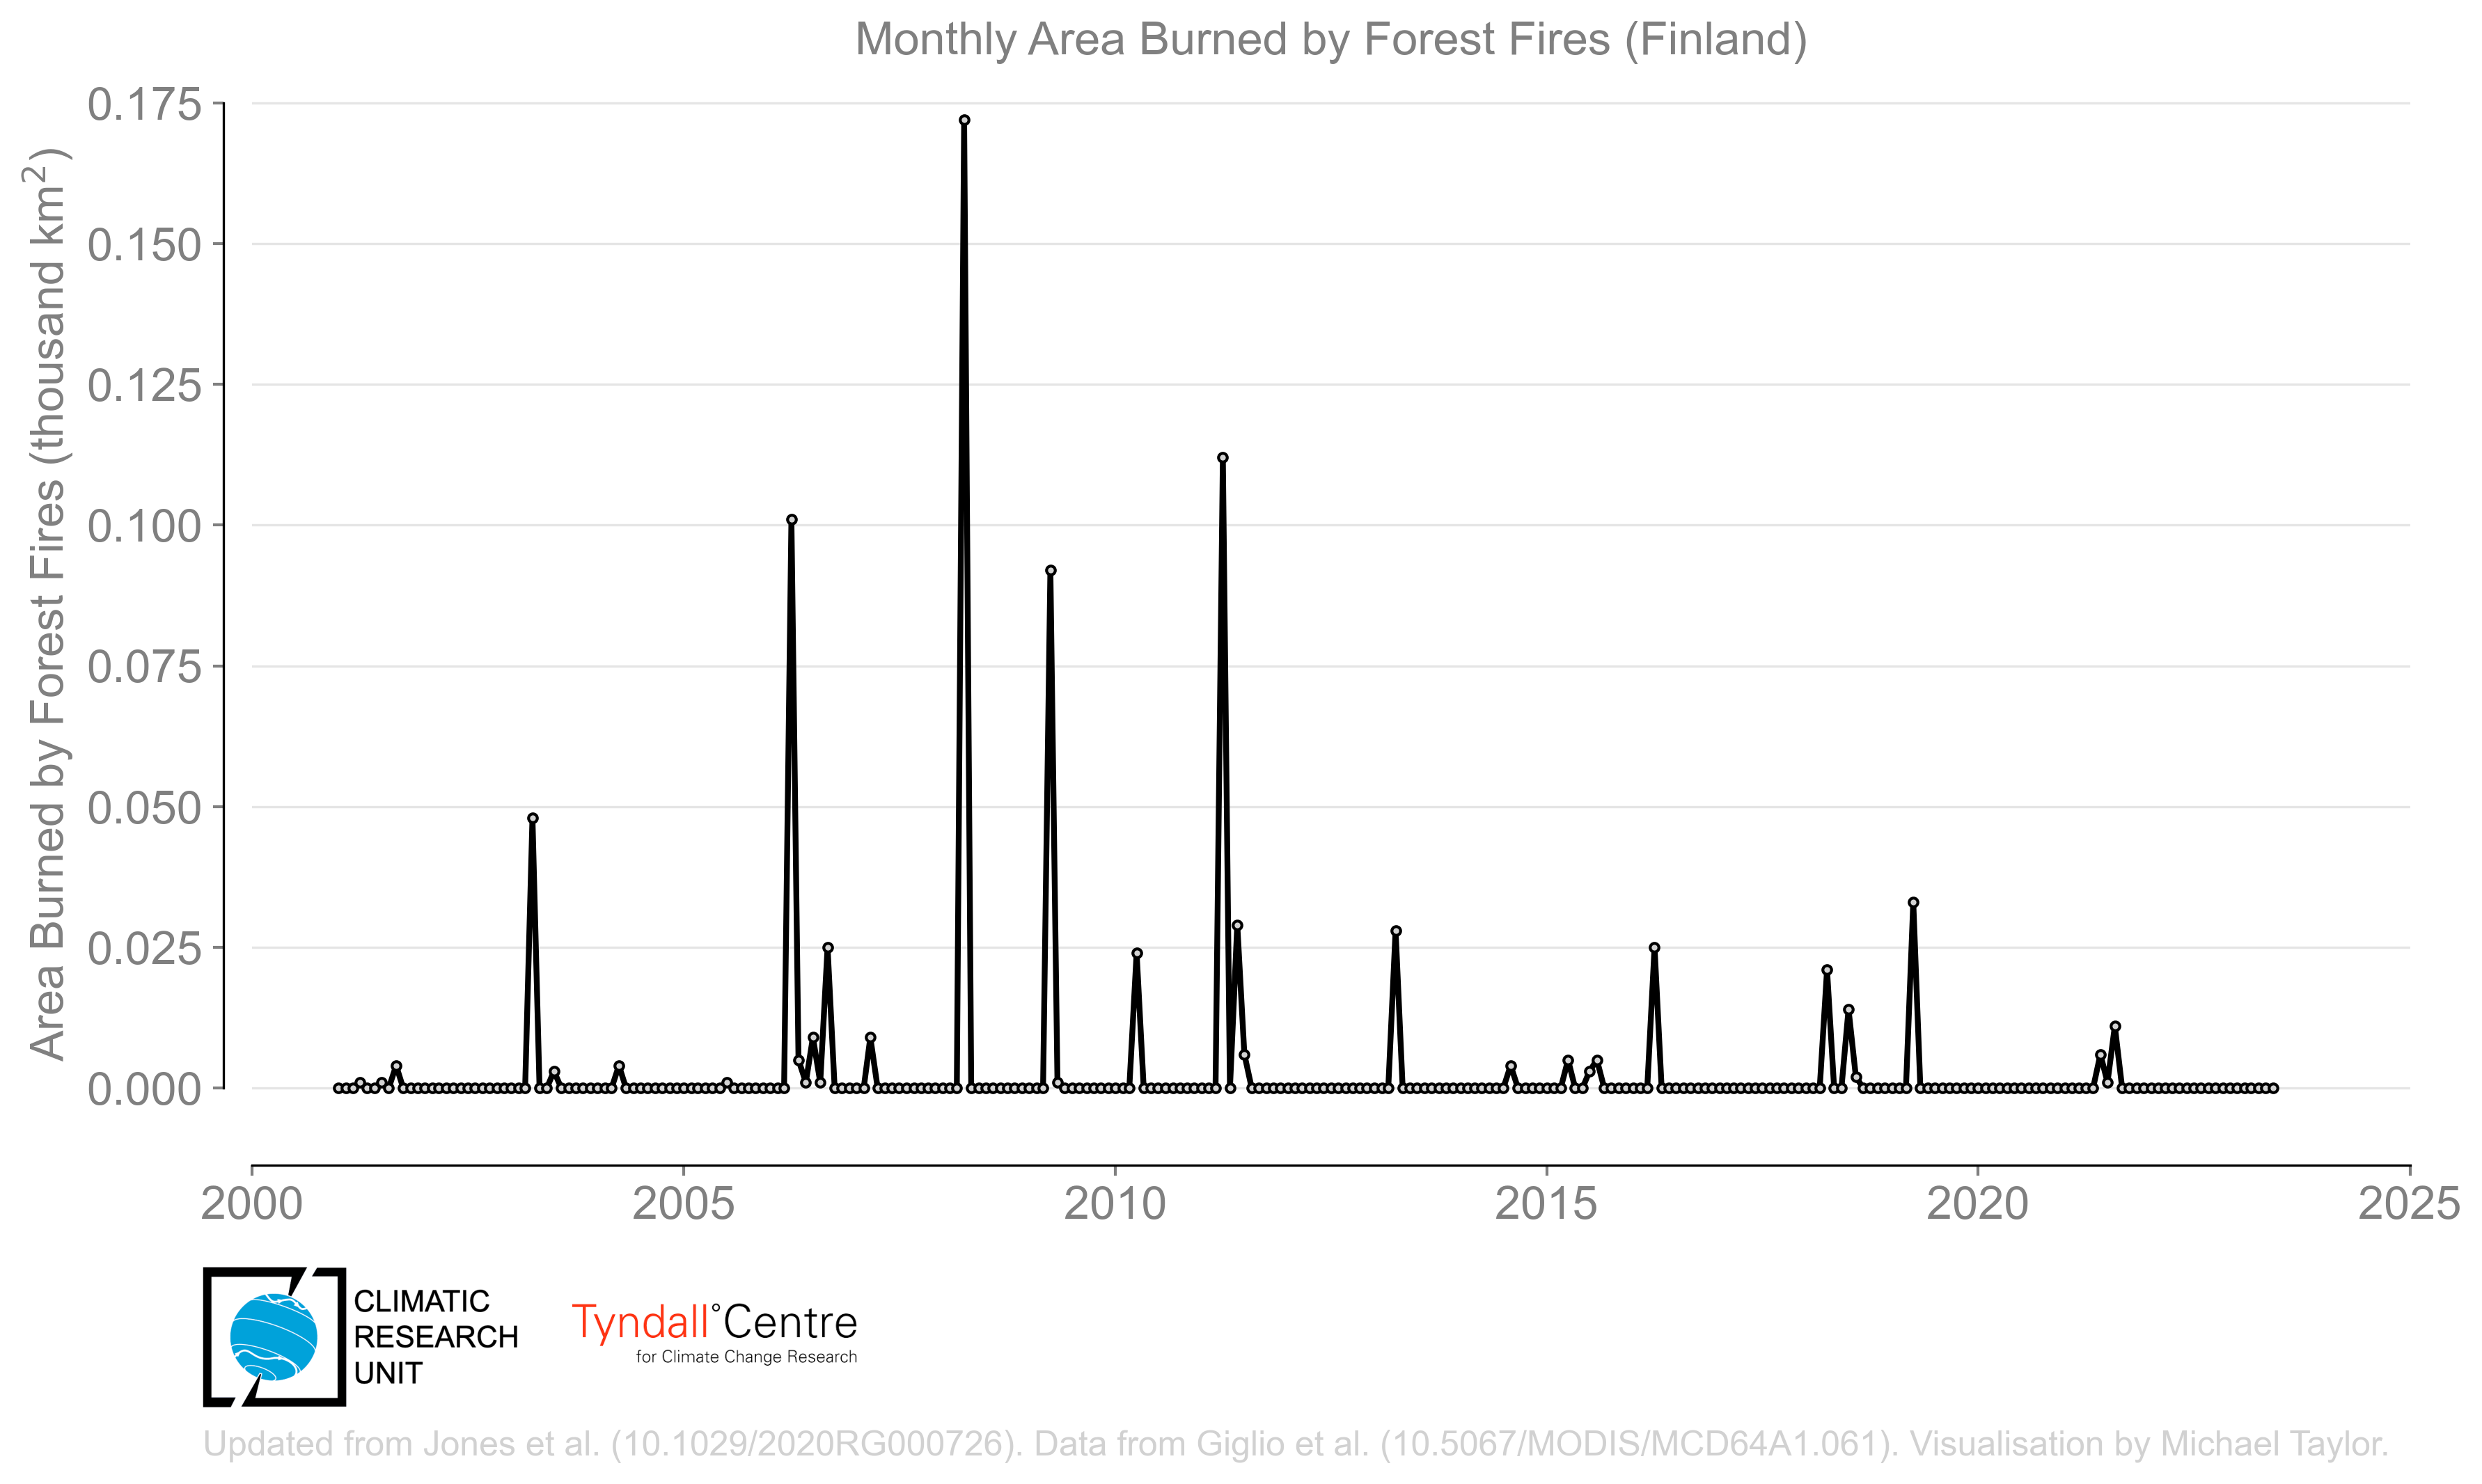 Monthly Area Burned by Forest Fires (Finland)
Area Burned by Forest Fires (thousand km²)
0.175
0.150
0.125
0.100
0.075
0.050
0.025
0.000
2000
2005
2010
2015
2020
2025
CLIMATIC
RESEARCH
UNIT
Tyndall°Centre
for Climate Change Research
Updated from Jones et al. (10.1029/2020RG000726). Data from Giglio et al. (10.5067/MODIS/MCD64A1.061). Visualisation by Michael Taylor.